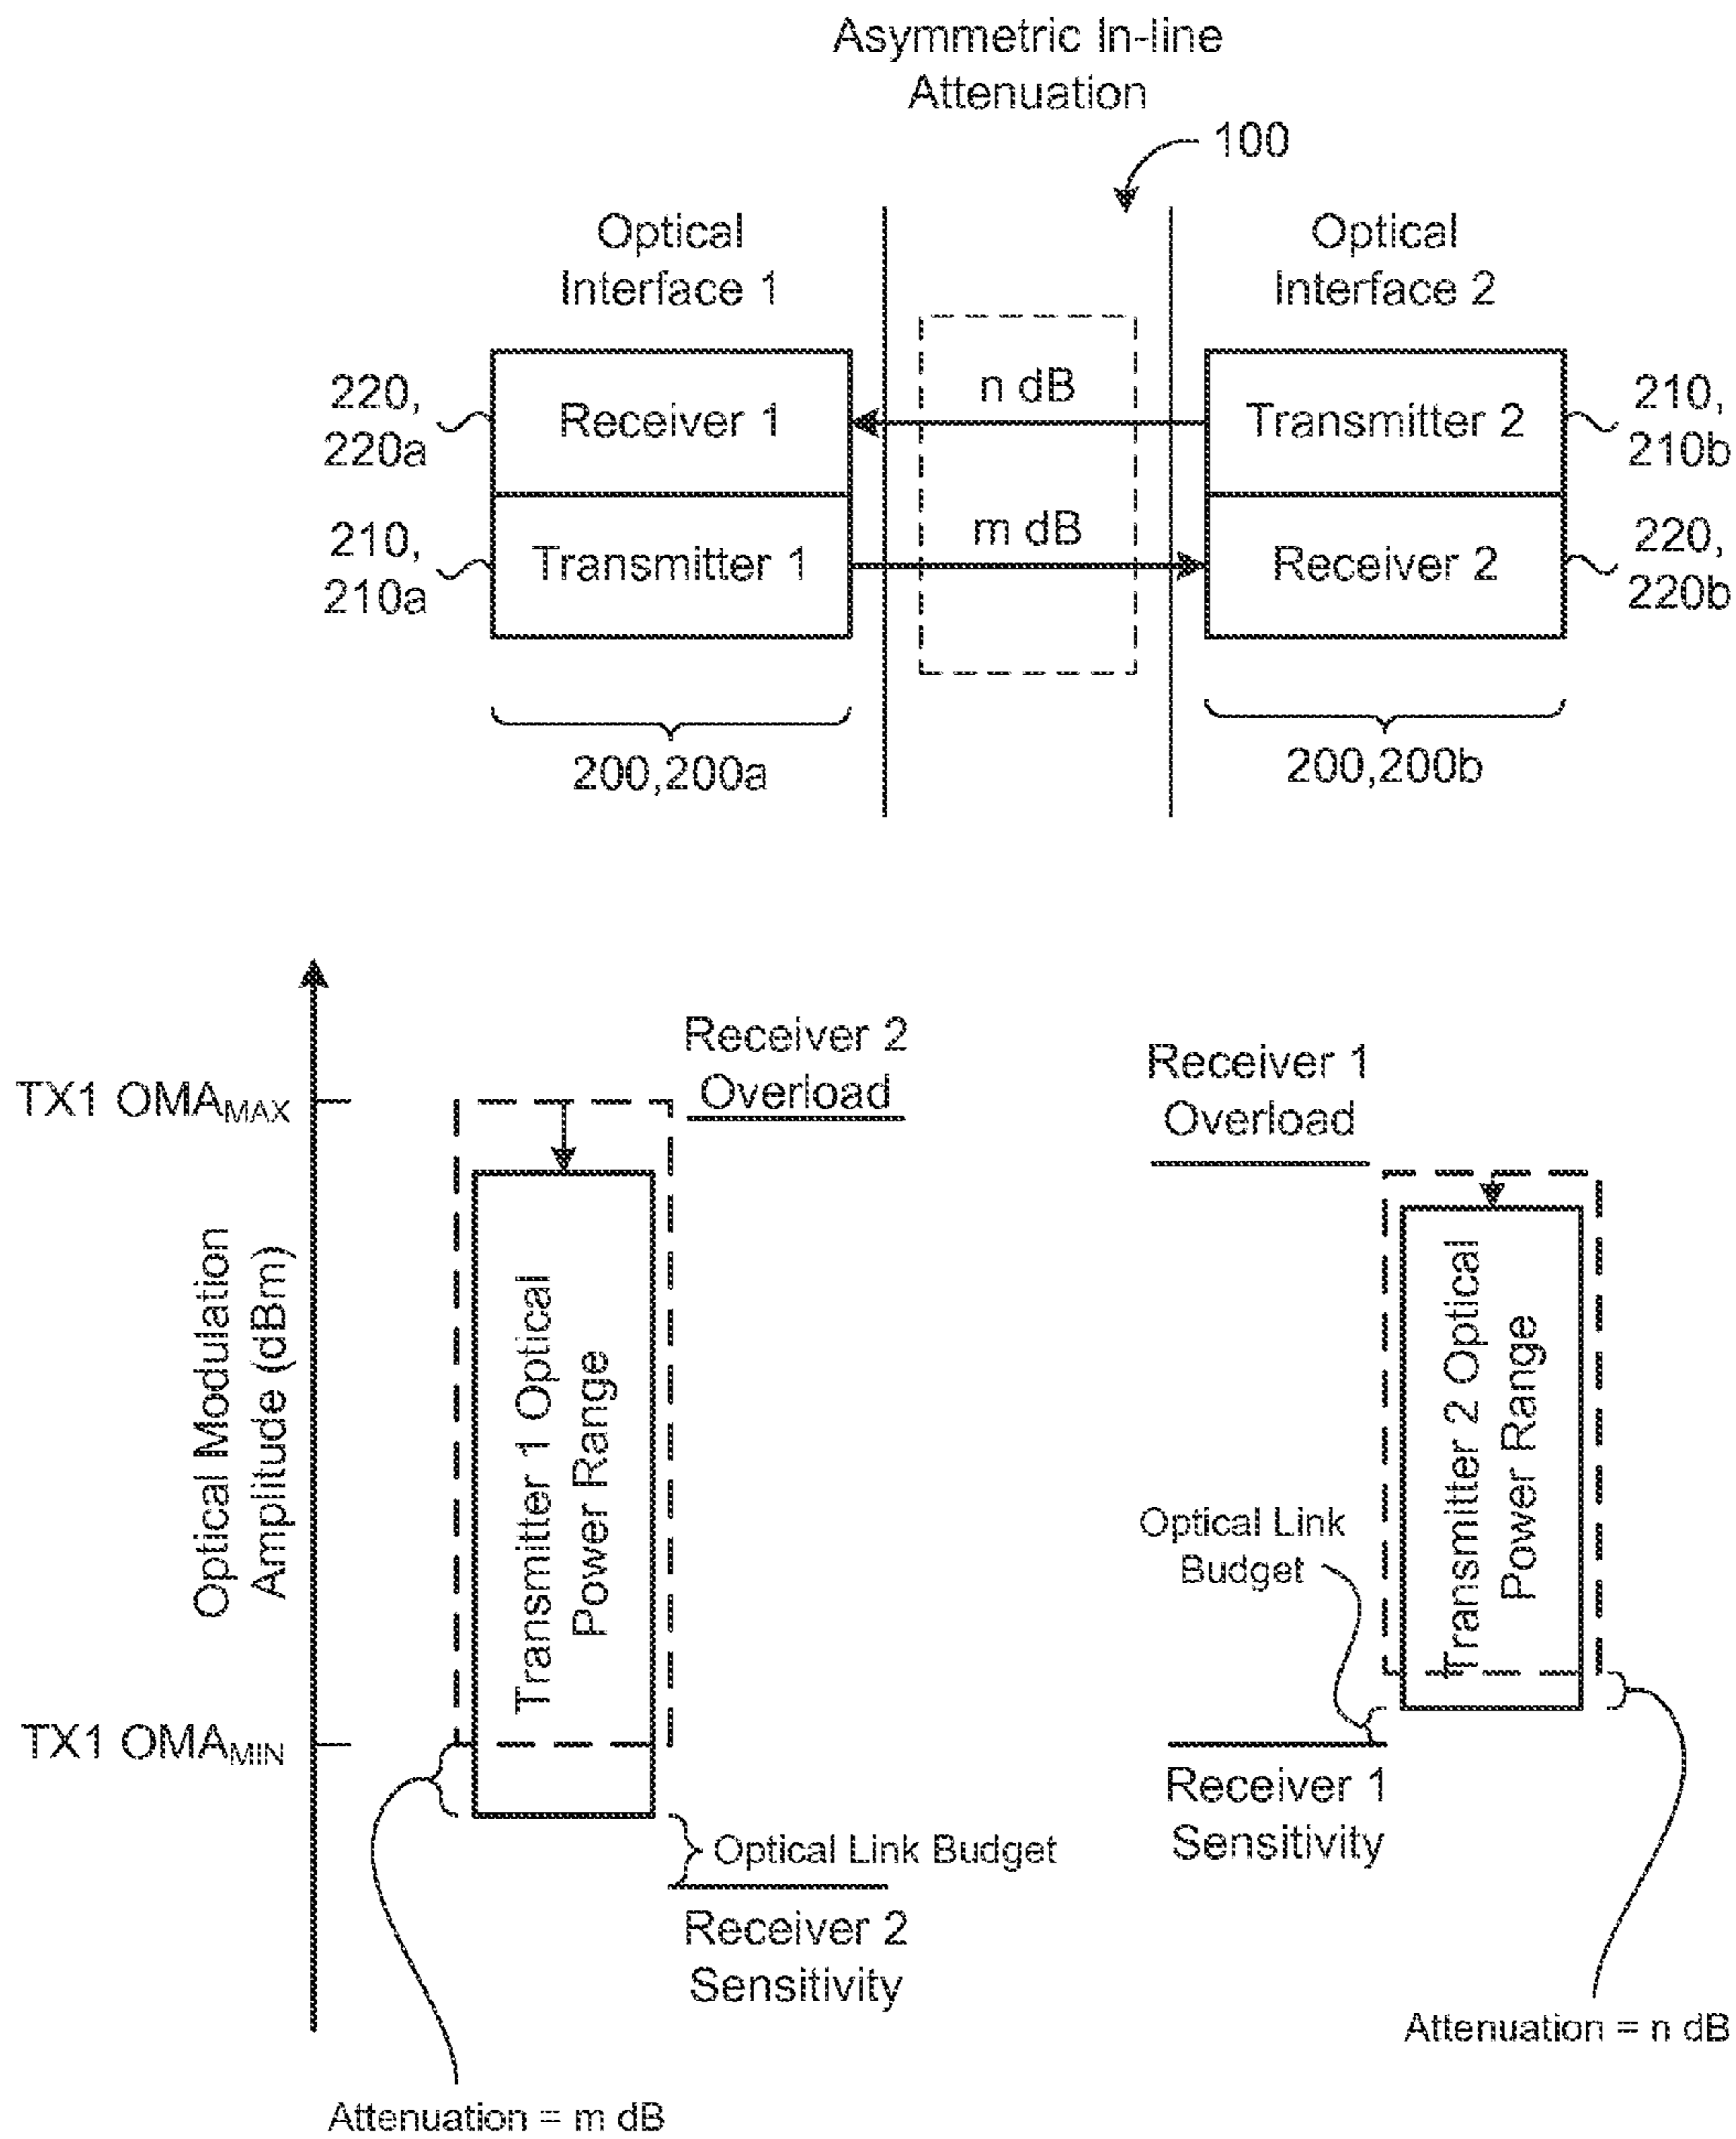 Asymmetric In-line
Attenuation
100
Optical
Interface 1
Optical
Interface 2
220,
220a
Receiver 1
n dB
Transmitter 2
210,
210b
210,
210a
Transmitter 1
m dB
Receiver 2
220,
220b
200,200a
200,200b
TX1 OMAMAX
Receiver 2
Overload
Receiver 1
Overload
Optical Modulation
Amplitude (dBm)
Transmitter 1 Optical
Power Range
Transmitter 2 Optical
Power Range
Optical Link
Budget
TX1 OMAMIN
Receiver 1
Sensitivity
Optical Link Budget
Receiver 2
Sensitivity
Attenuation = n dB
Attenuation = m dB